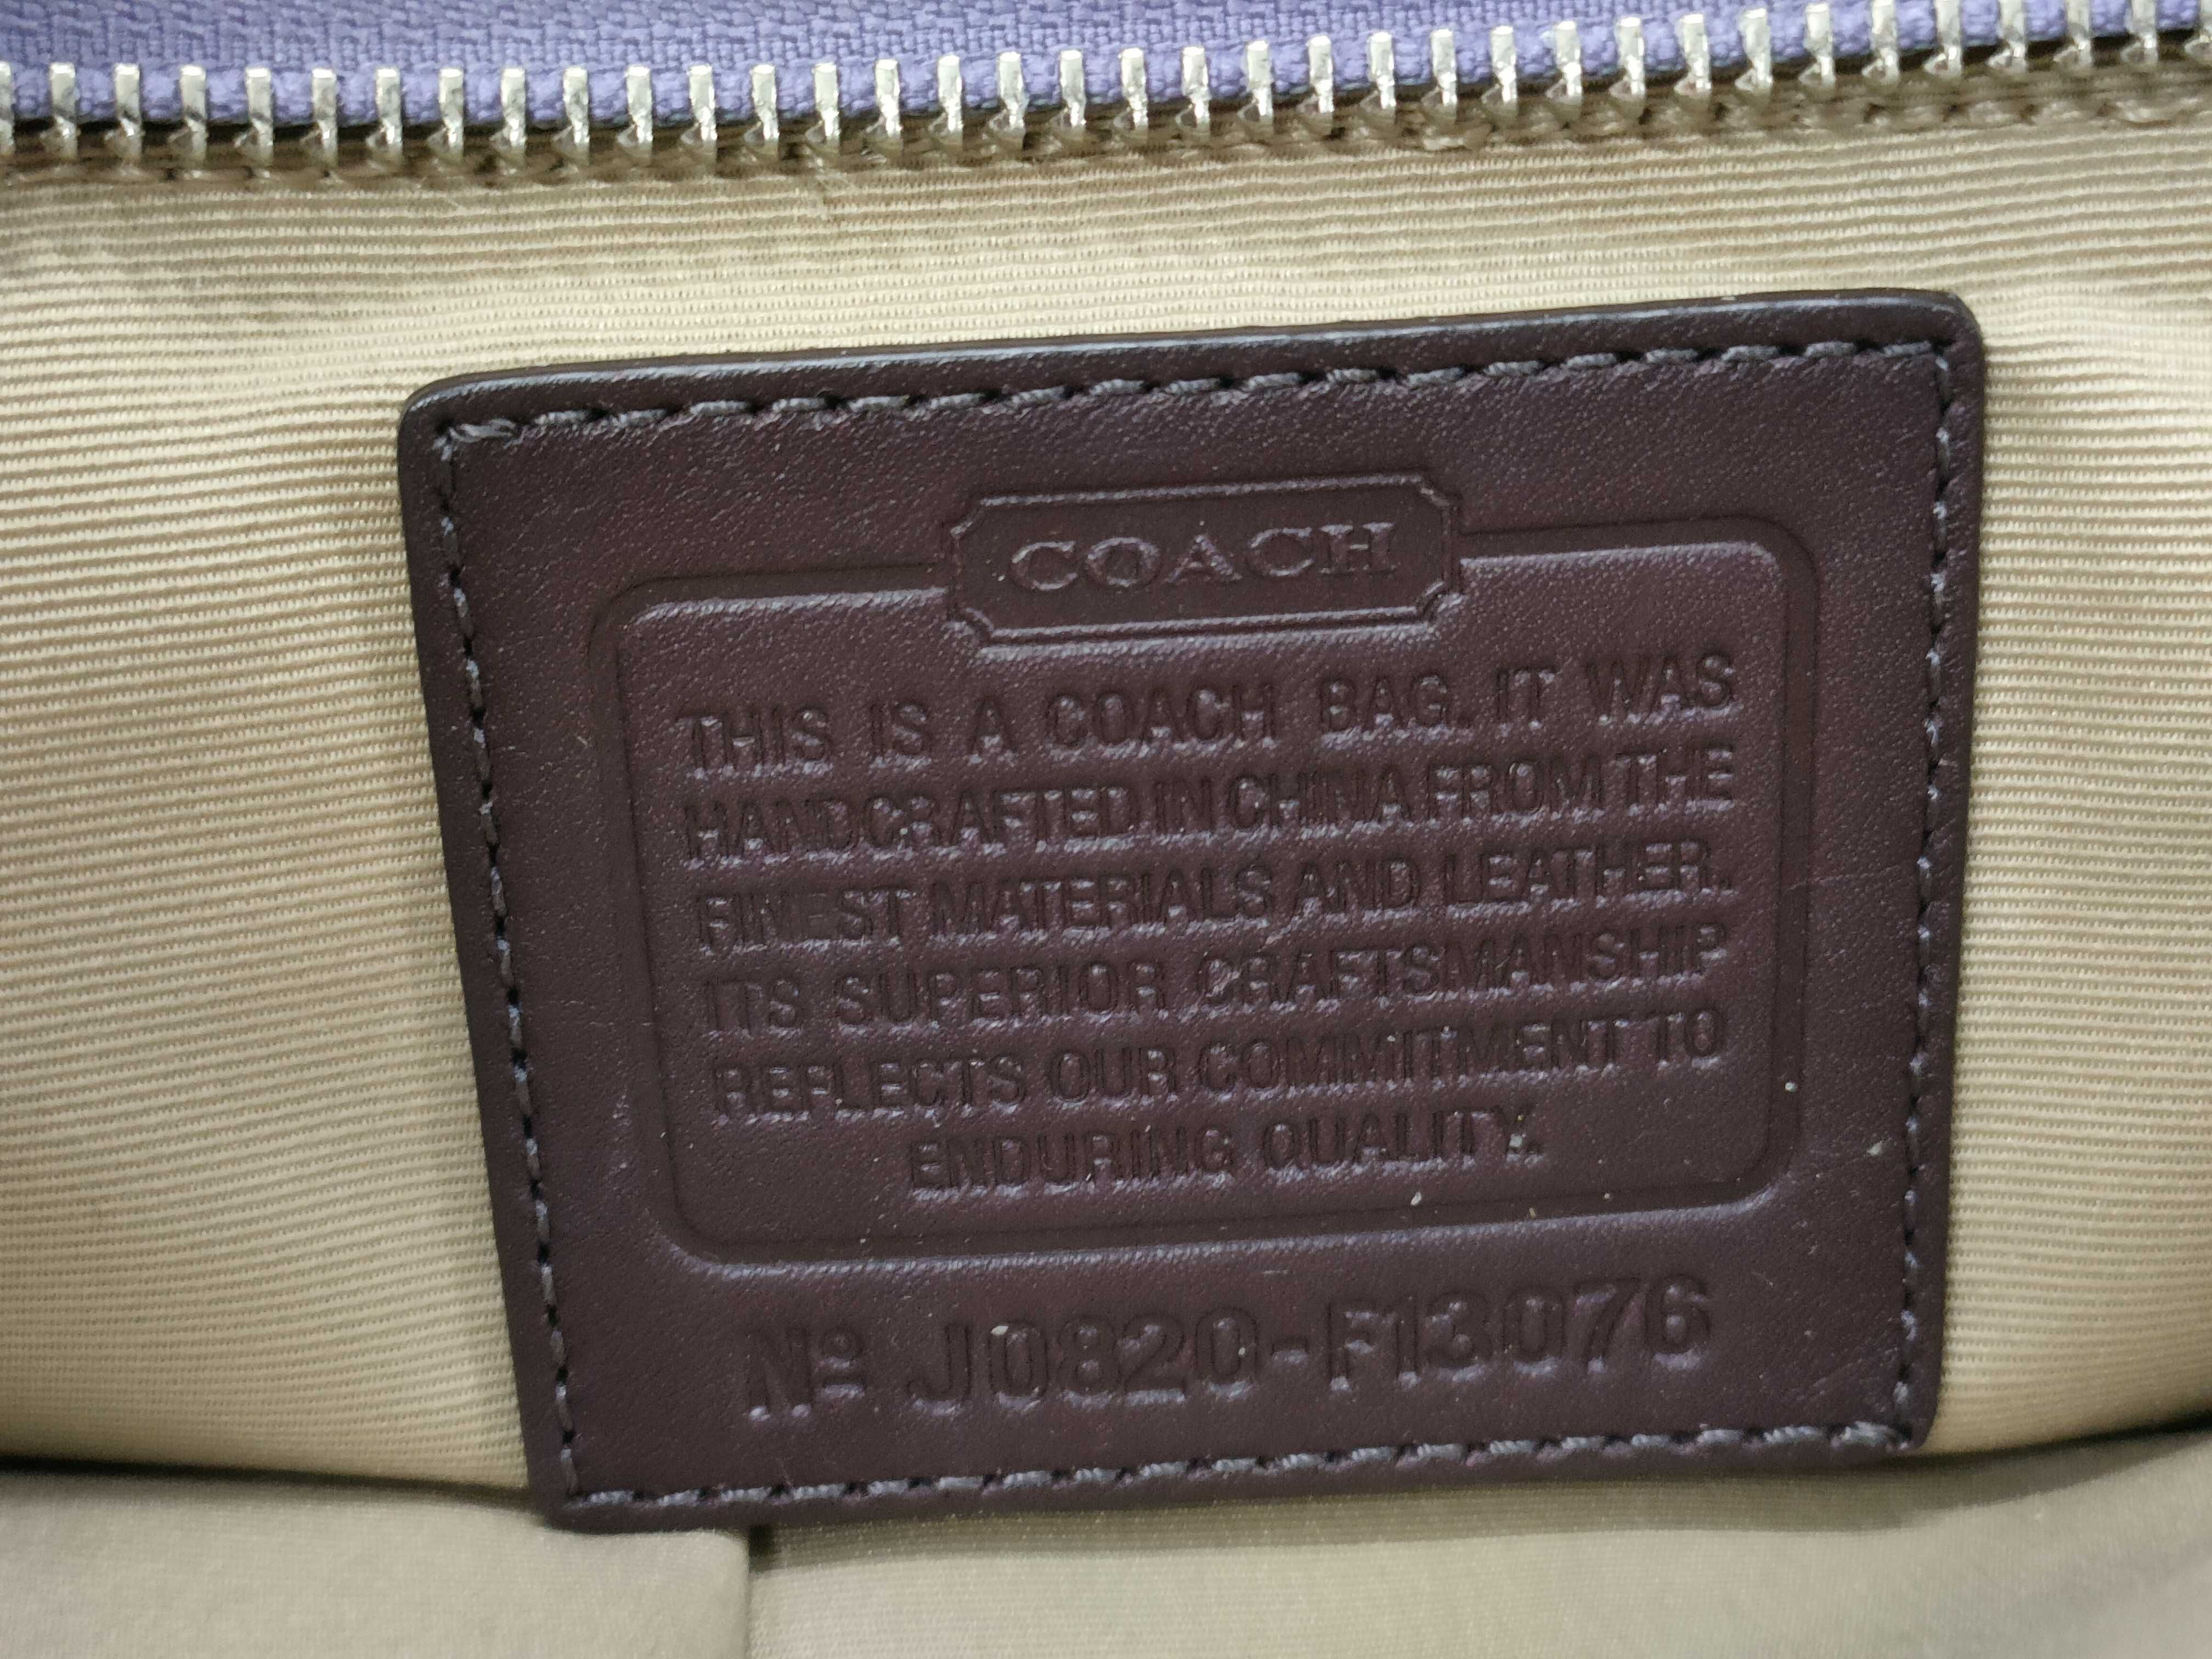 COACH
THIS IS A COACH BAG. IT WAS
HANDCRAFTED IN CHINA FROM THE
FINEST MATERIALS AND LEATHER.
ITS SUPERIOR CRAFTSMANSHIP
REFLECTS OUR COMMITMENT TO
ENDURING QUALITY.
Nº J0820-F13076